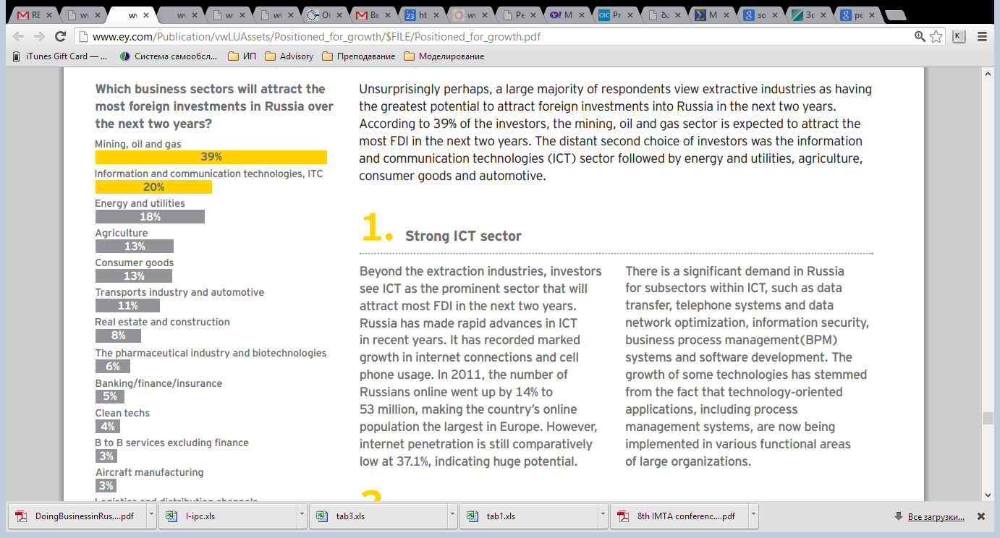 RE
wv
wv
wv
wv
wv
Вх
23 ht
wv
Pe
Y! M
OIC Pr
Σ M
8 зо
Зс
8 рс
www.ey.com/Publication/vwLUAssets/Positioned_for_growth/$FILE/Positioned_for_growth.pdf
iTunes Gift Card — ... Система самообсл... ИП Advisory Преподавание Моделирование
Which business sectors will attract the
most foreign investments in Russia over
the next two years?
Mining, oil and gas
39%
Information and communication technologies, ITC
20%
Energy and utilities
18%
Agriculture
13%
Consumer goods
13%
Transports industry and automotive
11%
Real estate and construction
8%
The pharmaceutical industry and biotechnologies
6%
Banking/finance/insurance
5%
Clean techs
4%
B to B services excluding finance
3%
Aircraft manufacturing
3%
Logistics and distribution channels
Unsurprisingly perhaps, a large majority of respondents view extractive industries as having
the greatest potential to attract foreign investments into Russia in the next two years.
According to 39% of the investors, the mining, oil and gas sector is expected to attract the
most FDI in the next two years. The distant second choice of investors was the information
and communication technologies (ICT) sector followed by energy and utilities, agriculture,
consumer goods and automotive.
1. Strong ICT sector
Beyond the extraction industries, investors
see ICT as the prominent sector that will
attract most FDI in the next two years.
Russia has made rapid advances in ICT
in recent years. It has recorded marked
growth in internet connections and cell
phone usage. In 2011, the number of
Russians online went up by 14% to
53 million, making the country's online
population the largest in Europe. However,
internet penetration is still comparatively
low at 37.1%, indicating huge potential.
There is a significant demand in Russia
for subsectors within ICT, such as data
transfer, telephone systems and data
network optimization, information security,
business process management(BPM)
systems and software development. The
growth of some technologies has stemmed
from the fact that technology-oriented
applications, including process
management systems, are now being
implemented in various functional areas
of large organizations.
DoingBusinessinRus....pdf I-ipc.xls tab3.xls tab1.xls 8th IMTA conferenc....pdf Все загрузки...